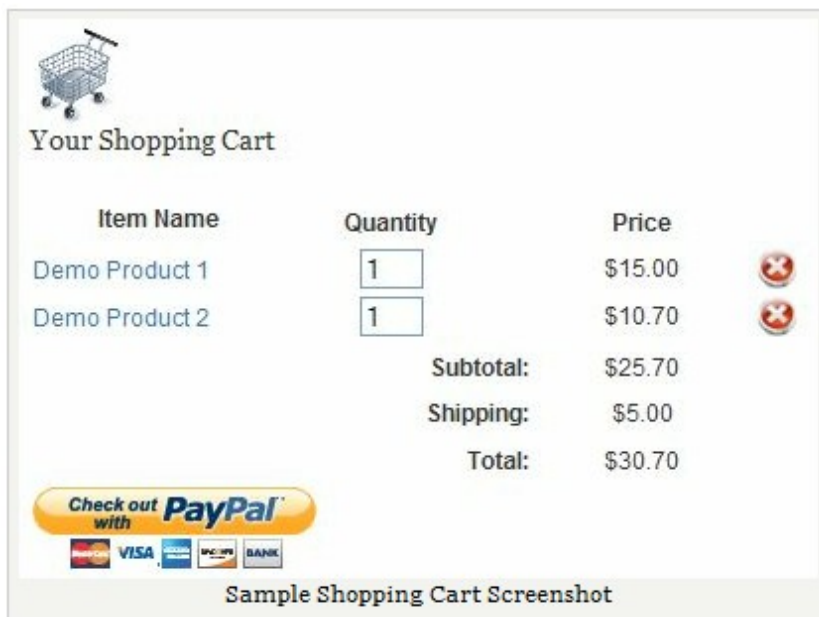 Your Shopping Cart
Item Name Quantity Price
Demo Product 1 1 $15.00
Demo Product 2 1 $10.70
Subtotal: $25.70
Shipping: $5.00
Total: $30.70
Check out
with PayPal
MasterCard VISA BANK
Sample Shopping Cart Screenshot